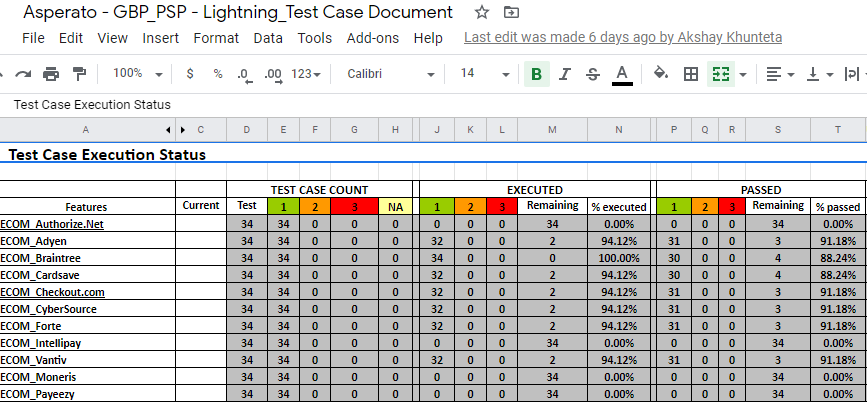 Asperato - GBP_PSP - Lightning_Test Case Document
File Edit View Insert Format Data Tools Add-ons Help Last edit was made 6 days ago by Akshay Khunteta
100% $ % .0 .00 123 Calibri 14 B I S A
Test Case Execution Status
A C D E F G H J K L M N P Q R S T
Test Case Execution Status
TEST CASE COUNT EXECUTED PASSED
Features Current Test 1 2 3 NA 1 2 3 Remaining % executed 1 2 3 Remaining % passed
ECOM_Authorize.Net 34 34 0 0 0 0 0 0 34 0.00% 0 0 0 34 0.00%
ECOM_Adyen 34 34 0 0 0 32 0 0 2 94.12% 31 0 0 3 91.18%
ECOM_Braintree 34 34 0 0 0 34 0 0 0 100.00% 30 0 0 4 88.24%
ECOM_Cardsave 34 34 0 0 0 32 0 0 2 94.12% 30 0 0 4 88.24%
ECOM_Checkout.com 34 34 0 0 0 32 0 0 2 94.12% 31 0 0 3 91.18%
ECOM_CyberSource 34 34 0 0 0 32 0 0 2 94.12% 31 0 0 3 91.18%
ECOM_Forte 34 34 0 0 0 32 0 0 2 94.12% 31 0 0 3 91.18%
ECOM_Intellipay 34 34 0 0 0 0 0 0 34 0.00% 0 0 0 34 0.00%
ECOM_Vantiv 34 34 0 0 0 32 0 0 2 94.12% 31 0 0 3 91.18%
ECOM_Moneris 34 34 0 0 0 0 0 0 34 0.00% 0 0 0 34 0.00%
ECOM_Payeezy 34 34 0 0 0 0 0 0 34 0.00% 0 0 0 34 0.00%